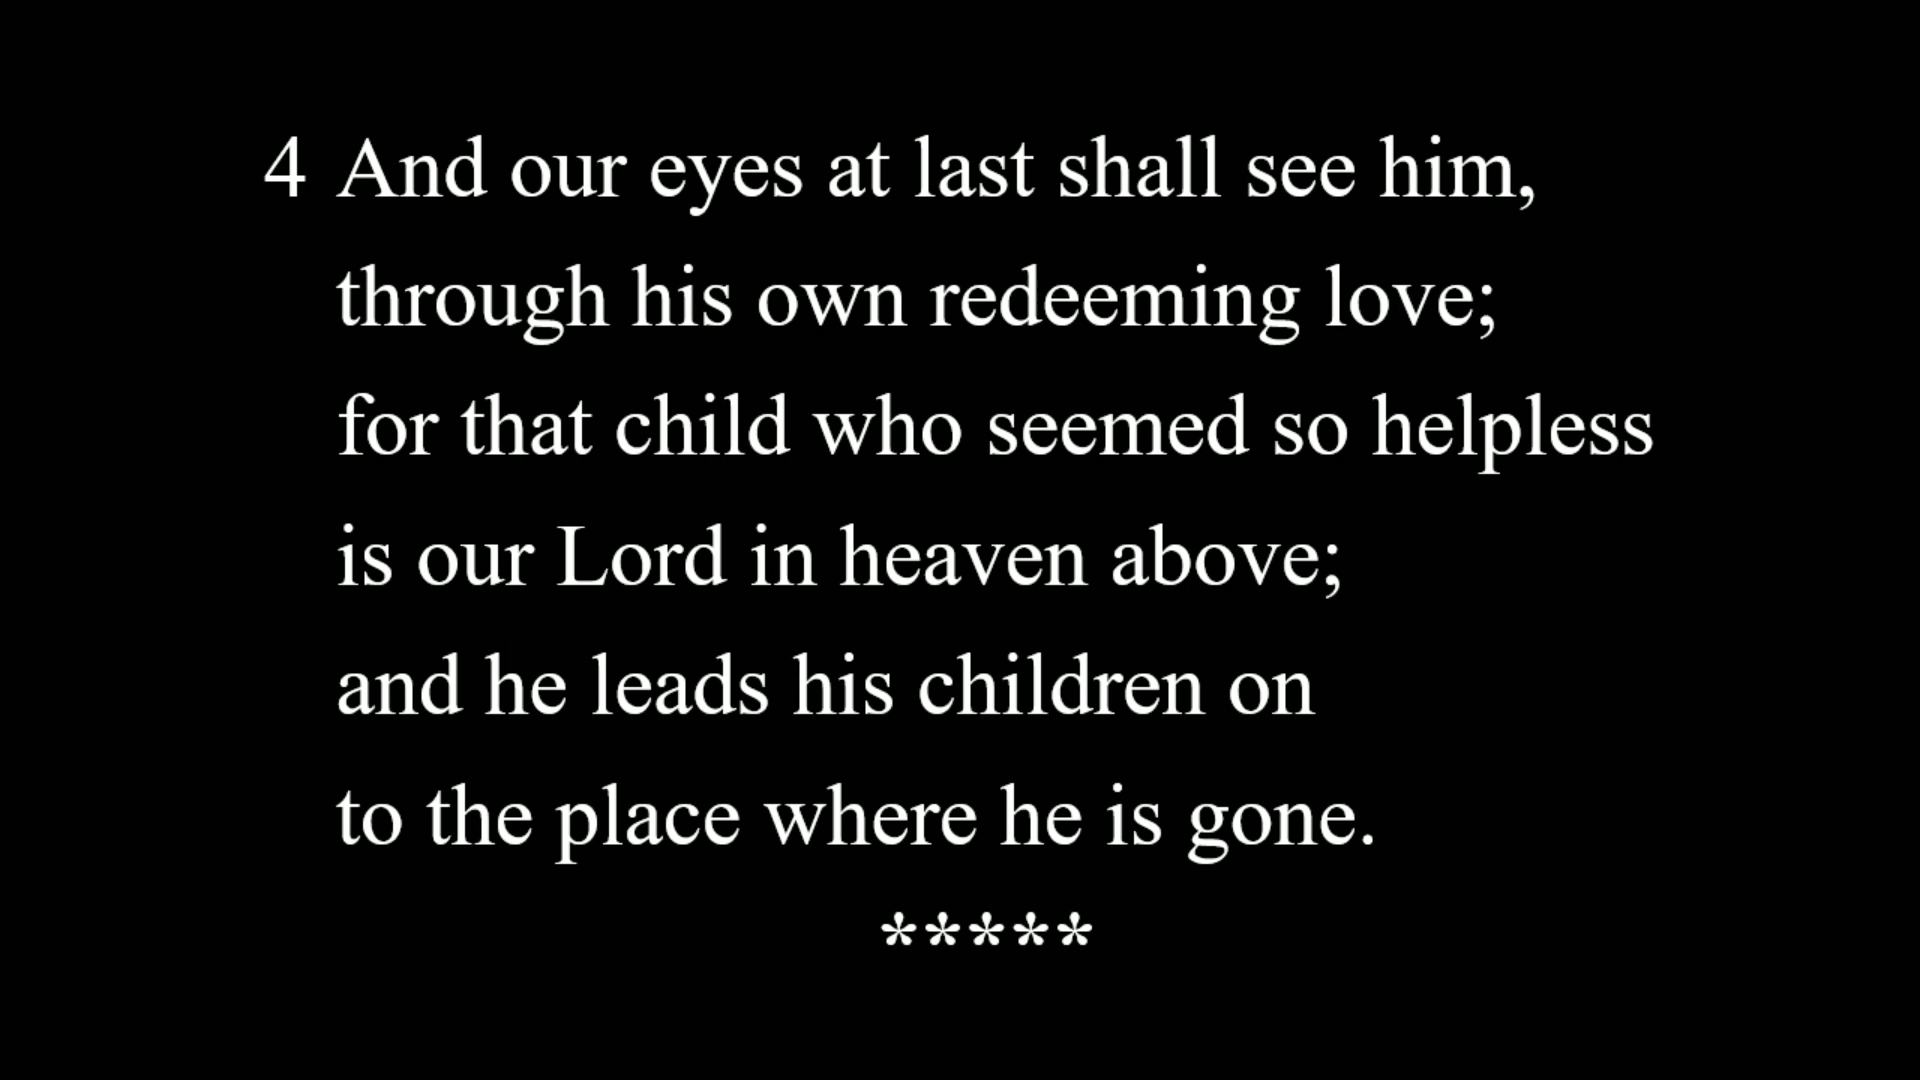 4 And our eyes at last shall see him,
through his own redeeming love;
for that child who seemed so helpless
is our Lord in heaven above;
and he leads his children on
to the place where he is gone.
*****